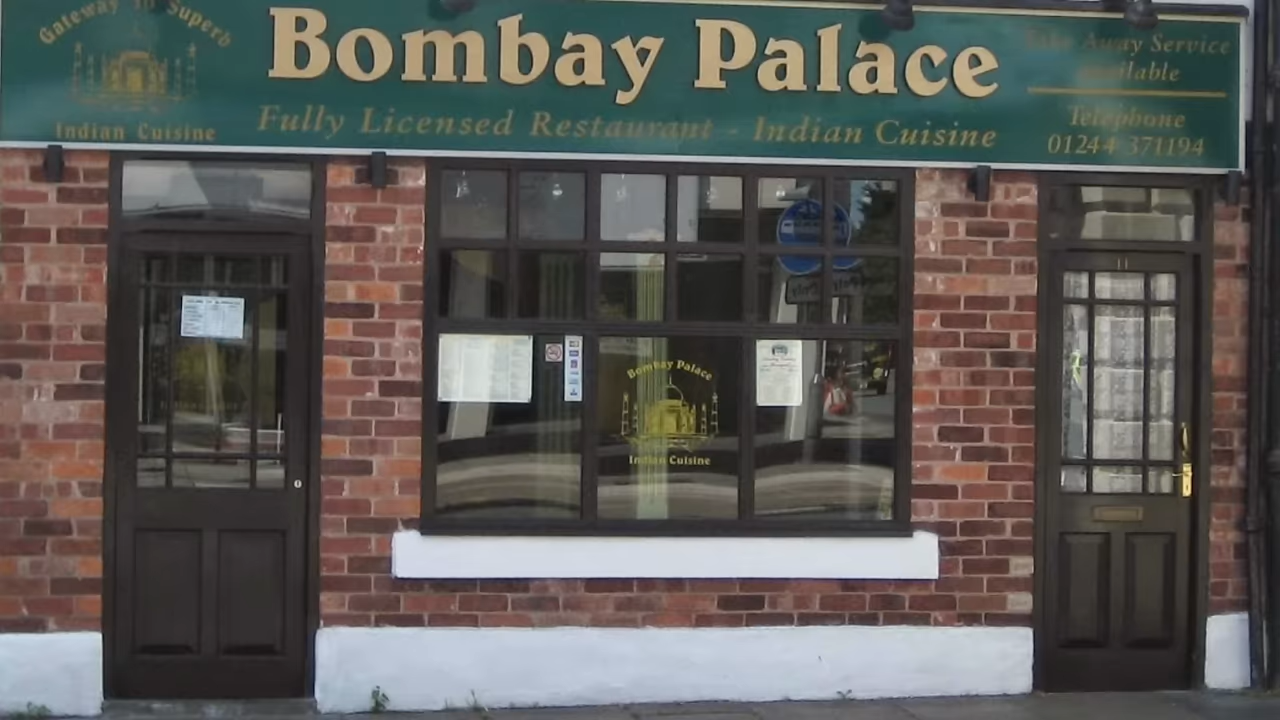 Gateway To Superb
Indian Cuisine
Bombay Palace
Fully Licensed Restaurant - Indian Cuisine
Take Away Service
available
Telephone
01244 371194
11
Bombay Palace
Indian Cuisine